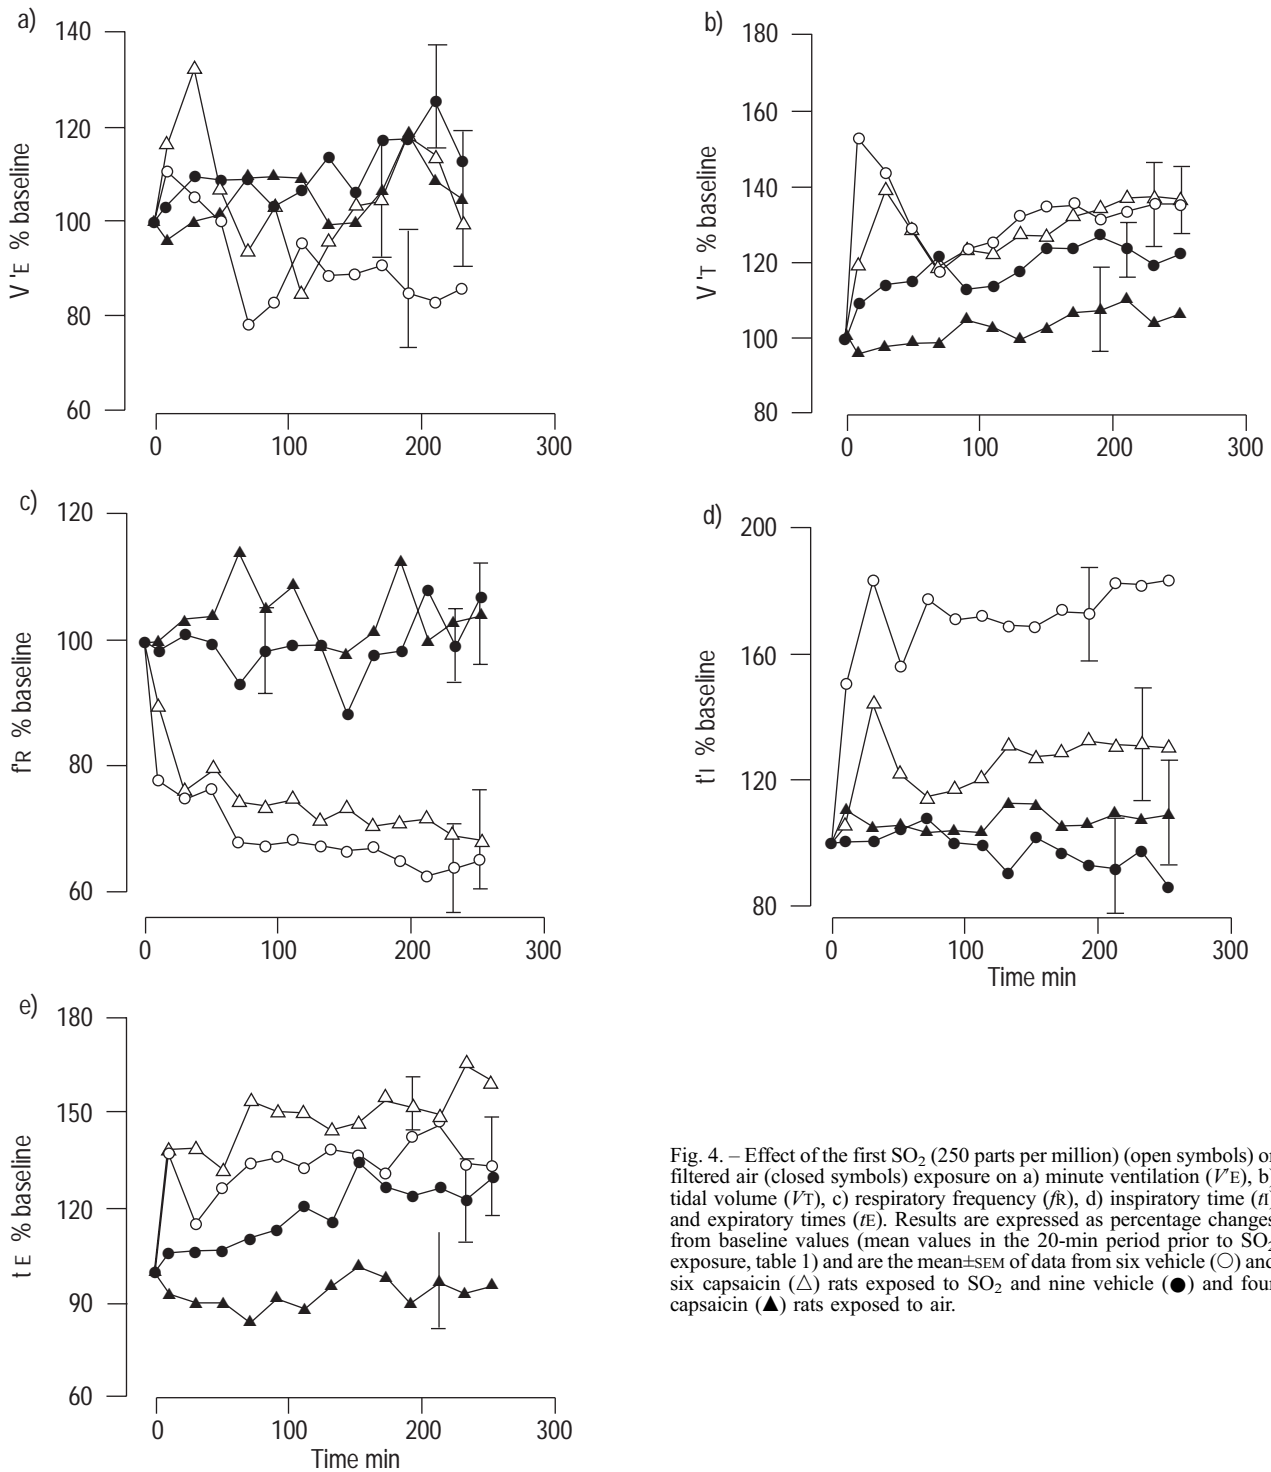 a)
140
120
100
80
60
V'E % baseline
0 100 200 300
b)
180
160
140
120
100
80
V'T % baseline
0 100 200 300
c)
120
100
80
60
f'R % baseline
0 100 200 300
d)
200
160
120
80
t'I % baseline
0 100 200 300
Time min
e)
180
150
120
90
60
tE % baseline
0 100 200 300
Time min
Fig. 4. – Effect of the first SO2 (250 parts per million) (open symbols) or
filtered air (closed symbols) exposure on a) minute ventilation (V'E), b)
tidal volume (VT), c) respiratory frequency (fR), d) inspiratory time (tI)
and expiratory times (tE). Results are expressed as percentage changes
from baseline values (mean values in the 20-min period prior to SO2
exposure, table 1) and are the mean±SEM of data from six vehicle (○) and
six capsaicin (△) rats exposed to SO2 and nine vehicle (●) and four
capsaicin (▲) rats exposed to air.